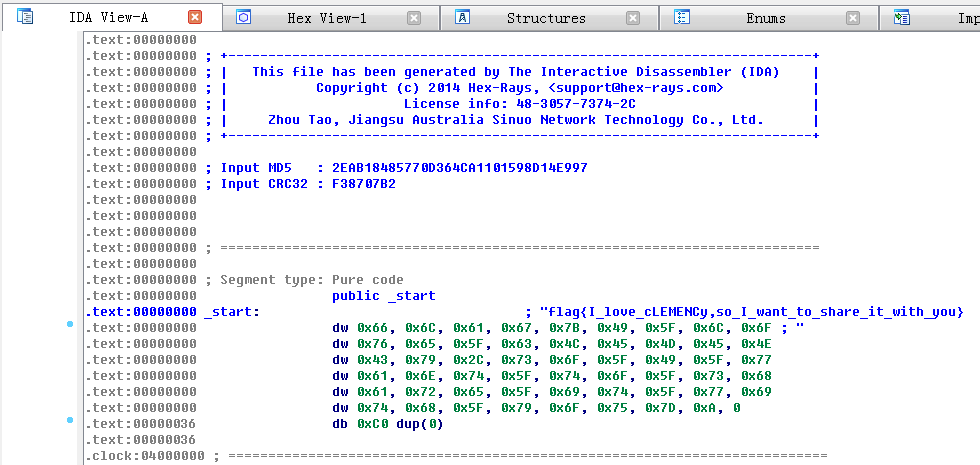 IDA View-A Hex View-1 Structures Enums Imp
.text:00000000
.text:00000000 ; +-------------------------------------------------------------------------+
.text:00000000 ; | This file has been generated by The Interactive Disassembler (IDA) |
.text:00000000 ; | Copyright (c) 2014 Hex-Rays, <support@hex-rays.com> |
.text:00000000 ; | License info: 48-3057-7374-2C |
.text:00000000 ; | Zhou Tao, Jiangsu Australia Sinuo Network Technology Co., Ltd. |
.text:00000000 ; +-------------------------------------------------------------------------+
.text:00000000
.text:00000000 ; Input MD5 : 2EAB18485770D364CA1101598D14E997
.text:00000000 ; Input CRC32 : F38707B2
.text:00000000
.text:00000000
.text:00000000
.text:00000000 ; ===========================================================================
.text:00000000
.text:00000000 ; Segment type: Pure code
.text:00000000 public _start
.text:00000000 _start: ; "flag{I_love_cLEMENCy,so_I_want_to_share_it_with_you}
.text:00000000 dw 0x66, 0x6C, 0x61, 0x67, 0x7B, 0x49, 0x5F, 0x6C, 0x6F ; "
.text:00000000 dw 0x76, 0x65, 0x5F, 0x63, 0x4C, 0x45, 0x4D, 0x45, 0x4E
.text:00000000 dw 0x43, 0x79, 0x2C, 0x73, 0x6F, 0x5F, 0x49, 0x5F, 0x77
.text:00000000 dw 0x61, 0x6E, 0x74, 0x5F, 0x74, 0x6F, 0x5F, 0x73, 0x68
.text:00000000 dw 0x61, 0x72, 0x65, 0x5F, 0x69, 0x74, 0x5F, 0x77, 0x69
.text:00000000 dw 0x74, 0x68, 0x5F, 0x79, 0x6F, 0x75, 0x7D, 0xA, 0
.text:00000036 db 0xC0 dup(0)
.text:00000036
.clock:04000000 ; ===========================================================================